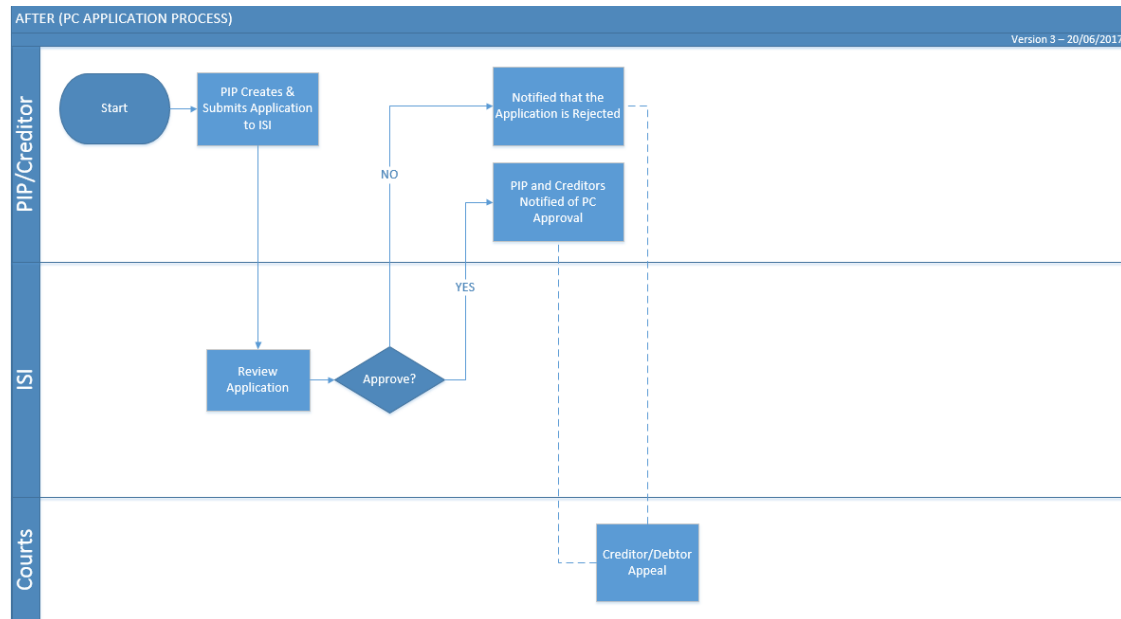 AFTER (PC APPLICATION PROCESS)
Version 3 – 20/06/2017
PIP/Creditor
Start
PIP Creates &
Submits Application
to ISI
Notified that the
Application is Rejected
NO
PIP and Creditors
Notified of PC
Approval
YES
ISI
Review
Application
Approve?
Courts
Creditor/Debtor
Appeal